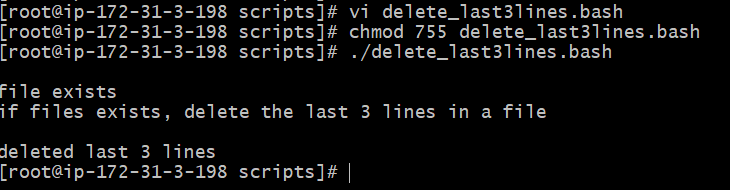 [root@ip-172-31-3-198 scripts]# vi delete_last3lines.bash
[root@ip-172-31-3-198 scripts]# chmod 755 delete_last3lines.bash
[root@ip-172-31-3-198 scripts]# ./delete_last3lines.bash
file exists
if files exists, delete the last 3 lines in a file
deleted last 3 lines
[root@ip-172-31-3-198 scripts]#